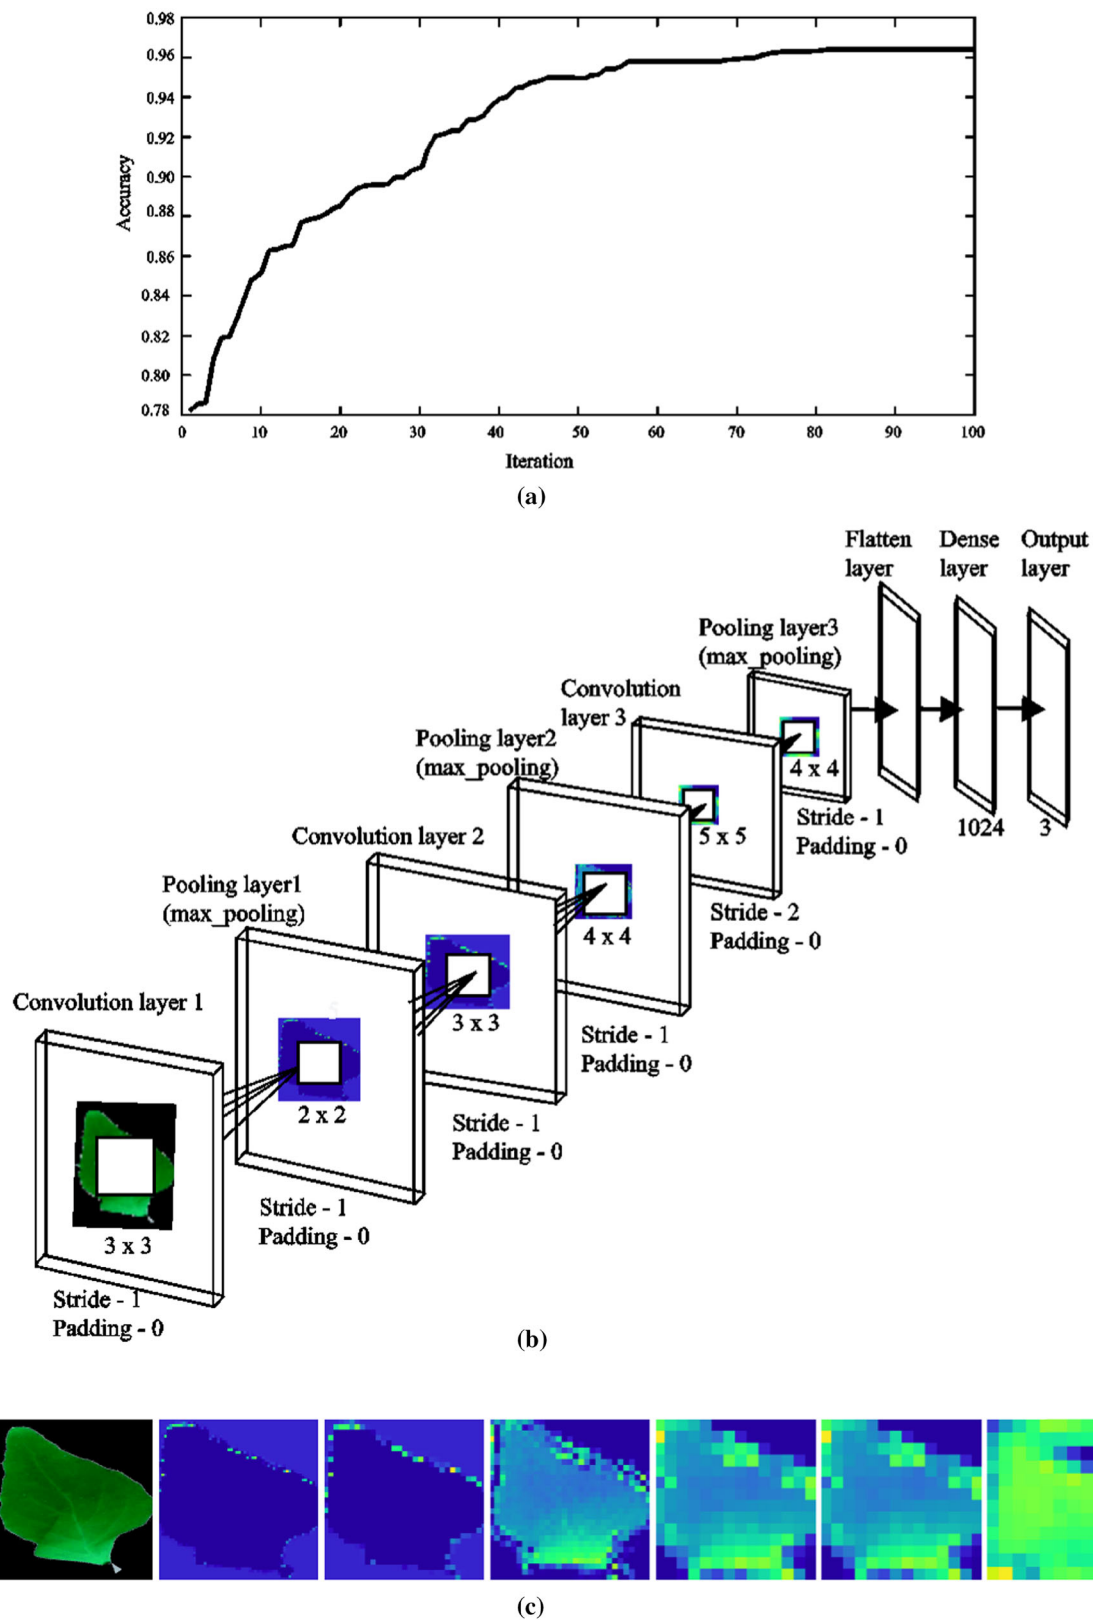 0.98
0.96
0.94
0.92
0.90
0.88
0.86
0.84
0.82
0.80
0.78
Accuracy
0 10 20 30 40 50 60 70 80 90 100
Iteration
(a)
Flatten
layer
Dense
layer
Output
layer
Pooling layer3
(max_pooling)
Convolution
layer 3
Pooling layer2
(max_pooling)
Convolution layer 2
Pooling layer1
(max_pooling)
Convolution layer 1
4 x 4
Stride - 1
Padding - 0
1024
3
5 x 5
Stride - 2
Padding - 0
4 x 4
Stride - 1
Padding - 0
3 x 3
Stride - 1
Padding - 0
2 x 2
Stride - 1
Padding - 0
3 x 3
Stride - 1
Padding - 0
(b)
(c)